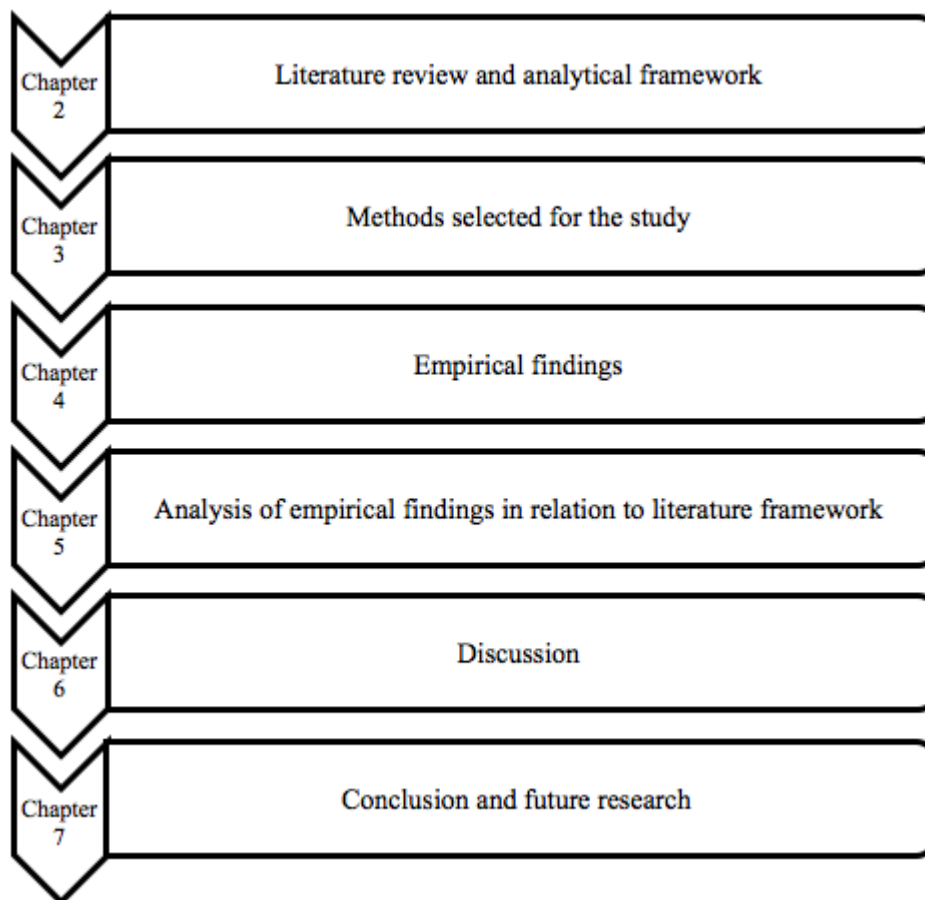 Chapter
2
Literature review and analytical framework
Chapter
3
Methods selected for the study
Chapter
4
Empirical findings
Chapter
5
Analysis of empirical findings in relation to literature framework
Chapter
6
Discussion
Chapter
7
Conclusion and future research